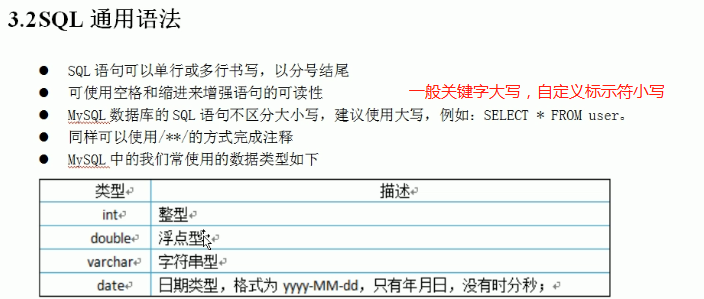 3.2SQL 通用语法
● SQL 语句可以单行或多行书写，以分号结尾
● 可使用空格和缩进来增强语句的可读性
一般关键字大写，自定义标示符小写
● MySQL 数据库的 SQL 语句不区分大小写，建议使用大写，例如：SELECT * FROM user。
● 同样可以使用/**/的方式完成注释
● MySQL 中的我们常使用的数据类型如下
类型 描述
int 整型
double 浮点型
varchar 字符串型
date 日期类型，格式为 yyyy-MM-dd，只有年月日，没有时分秒；